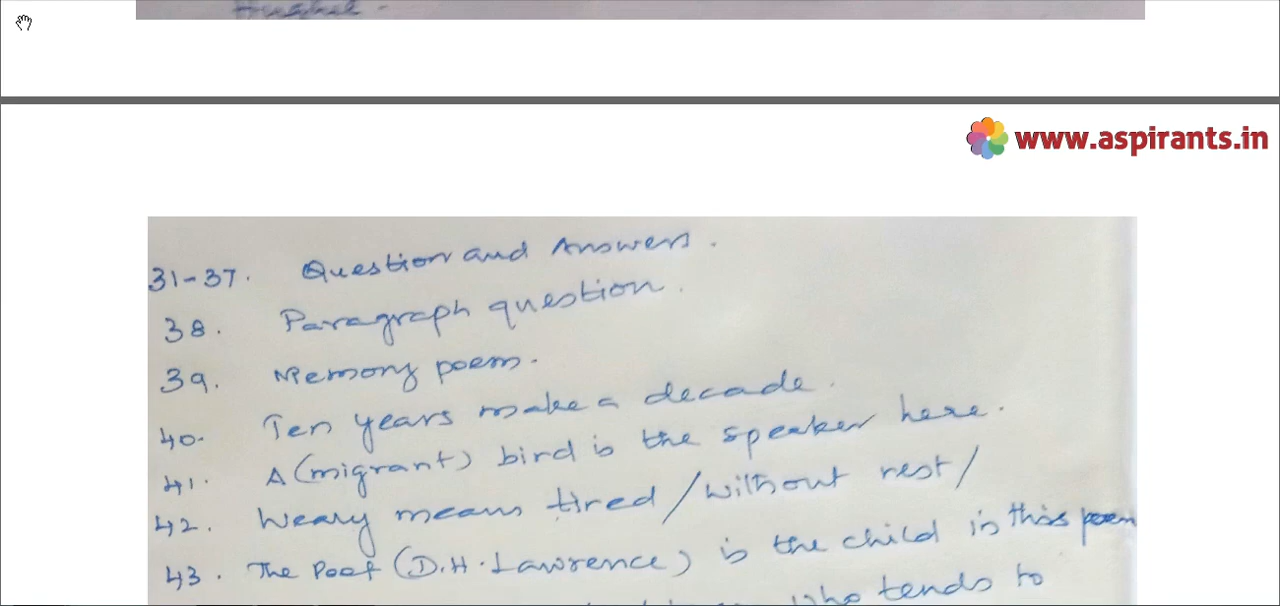 www.aspirants.in
31-37. Question and Answers.
38. Paragraph question.
39. Memory poem.
40. Ten years make a decade.
41. A (migrant) bird is the speaker here.
42. Weary means tired / without rest /
43. The Poet (D.H. Lawrence) is the child in this poem
who tends to